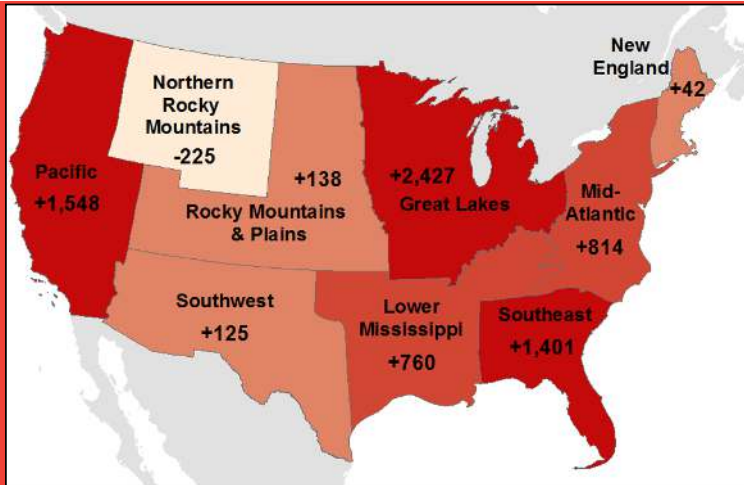 New
England
+42
Northern
Rocky
Mountains
-225
Pacific
+1,548
+138
Rocky Mountains
& Plains
+2,427
Great Lakes
Mid-
Atlantic
+814
Southwest
+125
Lower
Mississippi
+760
Southeast
+1,401